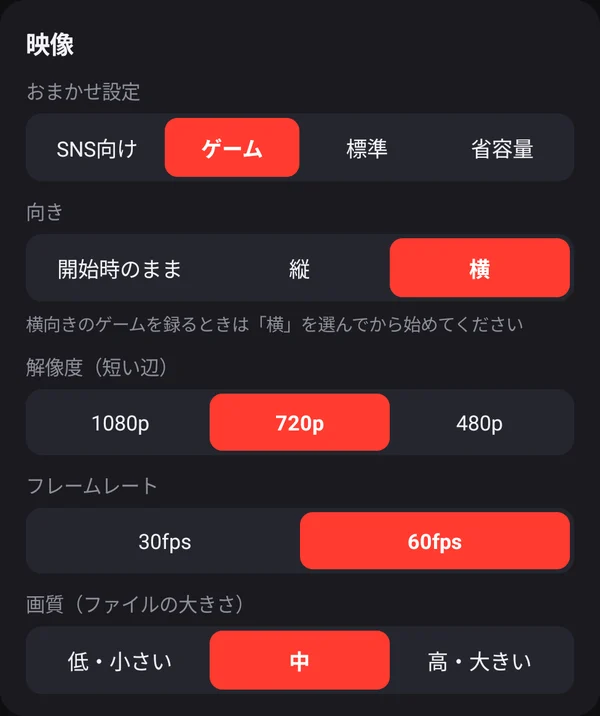 映像
おまかせ設定
SNS向け ゲーム 標準 省容量
向き
開始時のまま 縦 横
横向きのゲームを録るときは「横」を選んでから始めてください
解像度（短い辺）
1080p 720p 480p
フレームレート
30fps 60fps
画質（ファイルの大きさ）
低・小さい 中 高・大きい